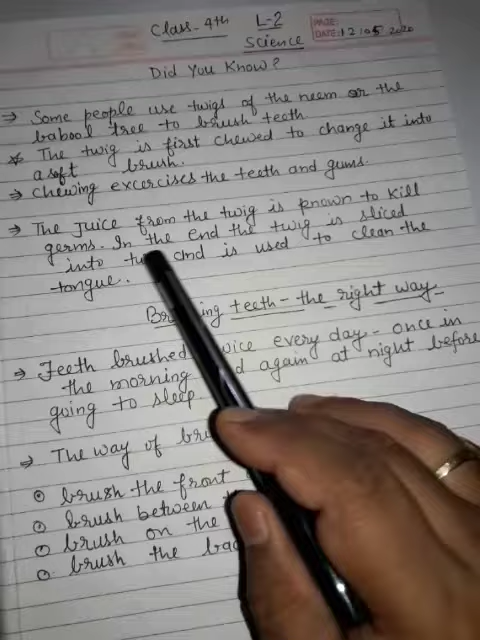 Class-4th L-2
Science
PAGE:
DATE: 12/05/2020
Did You Know?
→ Some people use twigs of the neem or the
babool tree to brush teeth
* The twig is first chewed to change it into
a soft brush.
→ Chewing excercises the teeth and gums.
→ The Juice from the twig is pnown to kill
germs. In the end the twig is sliced
into and is used to clean the
tongue.
teeth - the right way
→ Teeth brushed every day - once in
the morning again at night before
going to sleep
→ The way of
brush the front
brush between
brush on the
brush the